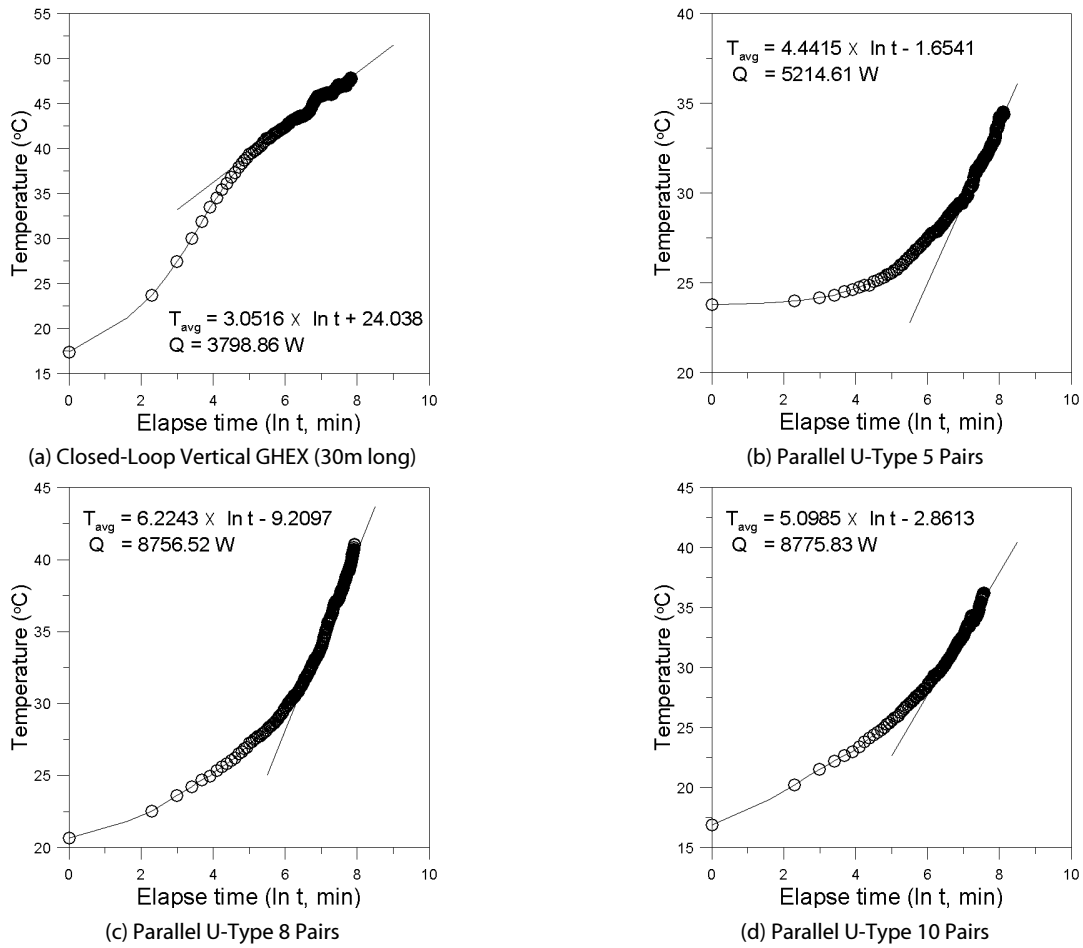 55
50
45
40
35
30
25
20
15
Temperature (°C)
T_avg = 3.0516 × ln t + 24.038
Q = 3798.86 W
0 2 4 6 8 10
Elapse time (ln t, min)
(a) Closed-Loop Vertical GHEX (30m long)
40
35
30
25
20
Temperature (°C)
T_avg = 4.4415 × ln t - 1.6541
Q = 5214.61 W
0 2 4 6 8 10
Elapse time (ln t, min)
(b) Parallel U-Type 5 Pairs
45
40
35
30
25
20
Temperature (°C)
T_avg = 6.2243 × ln t - 9.2097
Q = 8756.52 W
0 2 4 6 8 10
Elapse time (ln t, min)
(c) Parallel U-Type 8 Pairs
45
40
35
30
25
20
15
Temperature (°C)
T_avg = 5.0985 × ln t - 2.8613
Q = 8775.83 W
0 2 4 6 8 10
Elapse time (ln t, min)
(d) Parallel U-Type 10 Pairs